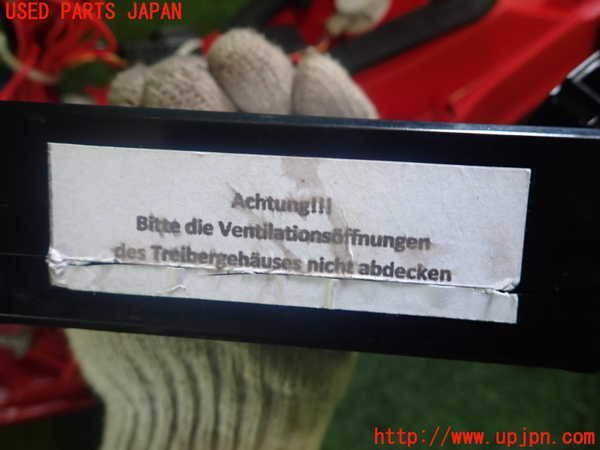 USED PARTS JAPAN
Achtung!!!
Bitte die Ventilationsöffnungen
des Treibergehäuses nicht abdecken
http://www.upjpn.com/